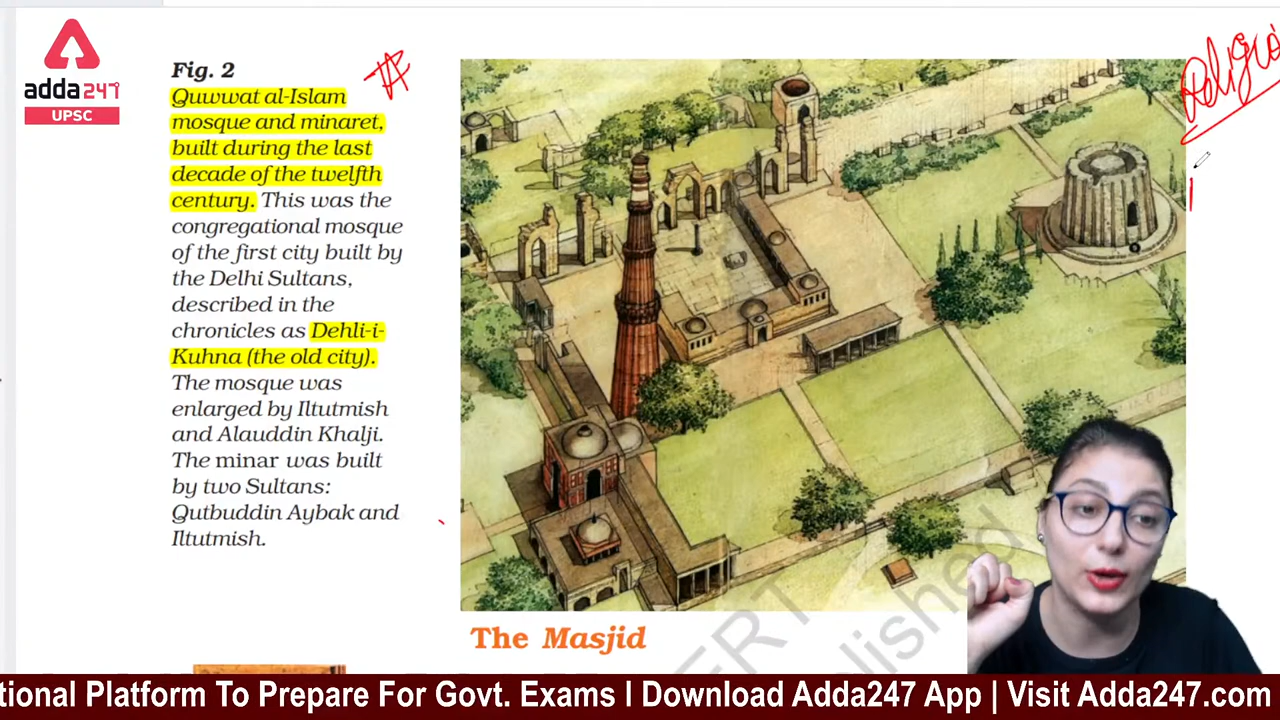 adda247
UPSC
Fig. 2
Quwwat al-Islam
mosque and minaret,
built during the last
decade of the twelfth
century. This was the
congregational mosque
of the first city built by
the Delhi Sultans,
described in the
chronicles as Dehli-i-
Kuhna (the old city).
The mosque was
enlarged by Iltutmish
and Alauddin Khalji.
The minar was built
by two Sultans:
Qutbuddin Aybak and
Iltutmish.
Religio
The Masjid
tional Platform To Prepare For Govt. Exams I Download Adda247 App | Visit Adda247.com